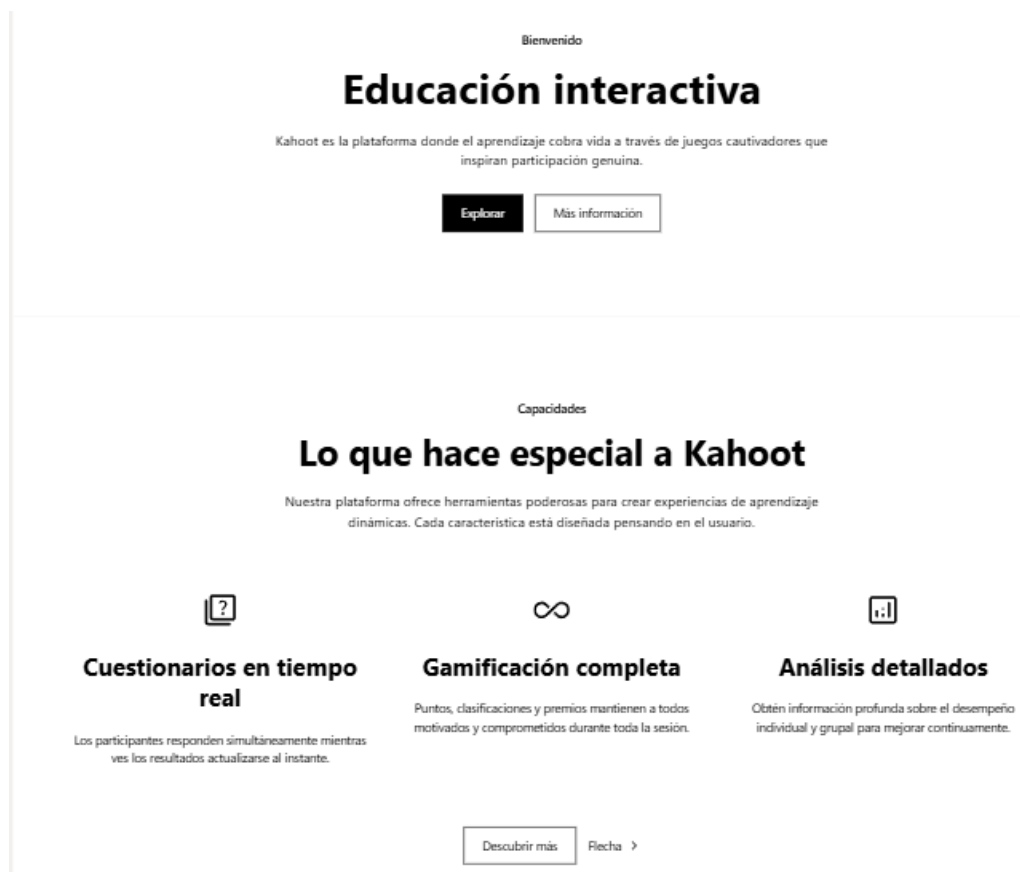 Bienvenido
Educación interactiva
Kahoot es la plataforma donde el aprendizaje cobra vida a través de juegos cautivadores que
inspiran participación genuina.
Explorar
Más información
Capacidades
Lo que hace especial a Kahoot
Nuestra plataforma ofrece herramientas poderosas para crear experiencias de aprendizaje
dinámicas. Cada característica está diseñada pensando en el usuario.
Cuestionarios en tiempo
real
Los participantes responden simultáneamente mientras
ves los resultados actualizarse al instante.
Gamificación completa
Puntos, clasificaciones y premios mantienen a todos
motivados y comprometidos durante toda la sesión.
Análisis detallados
Obtén información profunda sobre el desempeño
individual y grupal para mejorar continuamente.
Descubrir más
Flecha